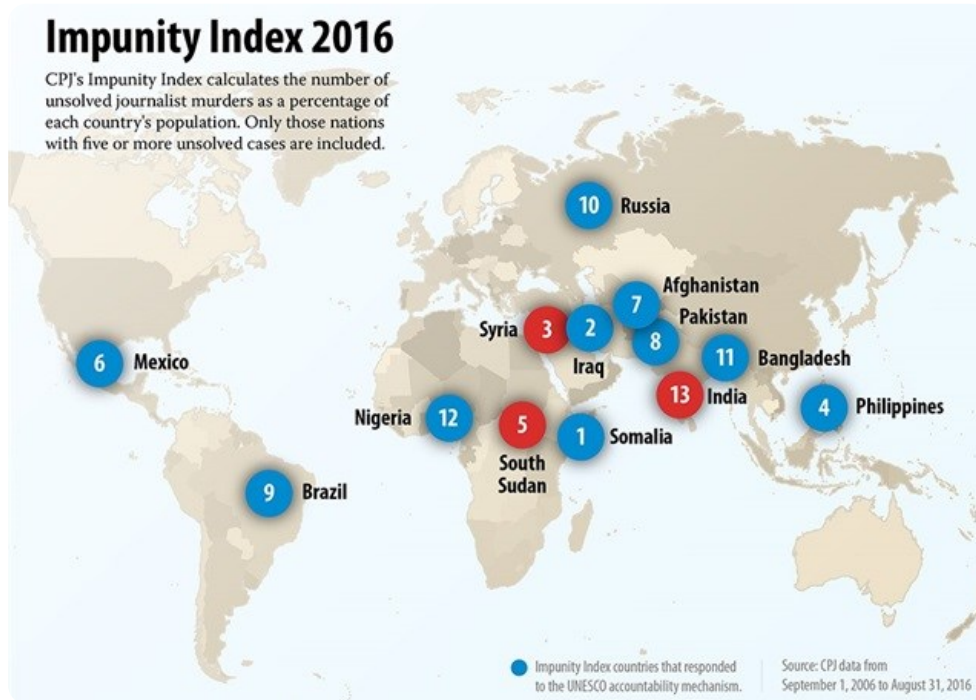 Impunity Index 2016
CPJ's Impunity Index calculates the number of
unsolved journalist murders as a percentage of
each country's population. Only those nations
with five or more unsolved cases are included.
10 Russia
7 Afghanistan
Syria 3
2 Iraq
8 Pakistan
6 Mexico
11 Bangladesh
13 India
4 Philippines
Nigeria 12
5
South
Sudan
1 Somalia
9 Brazil
Impunity Index countries that responded
to the UNESCO accountability mechanism.
Source: CPJ data from
September 1, 2006 to August 31, 2016